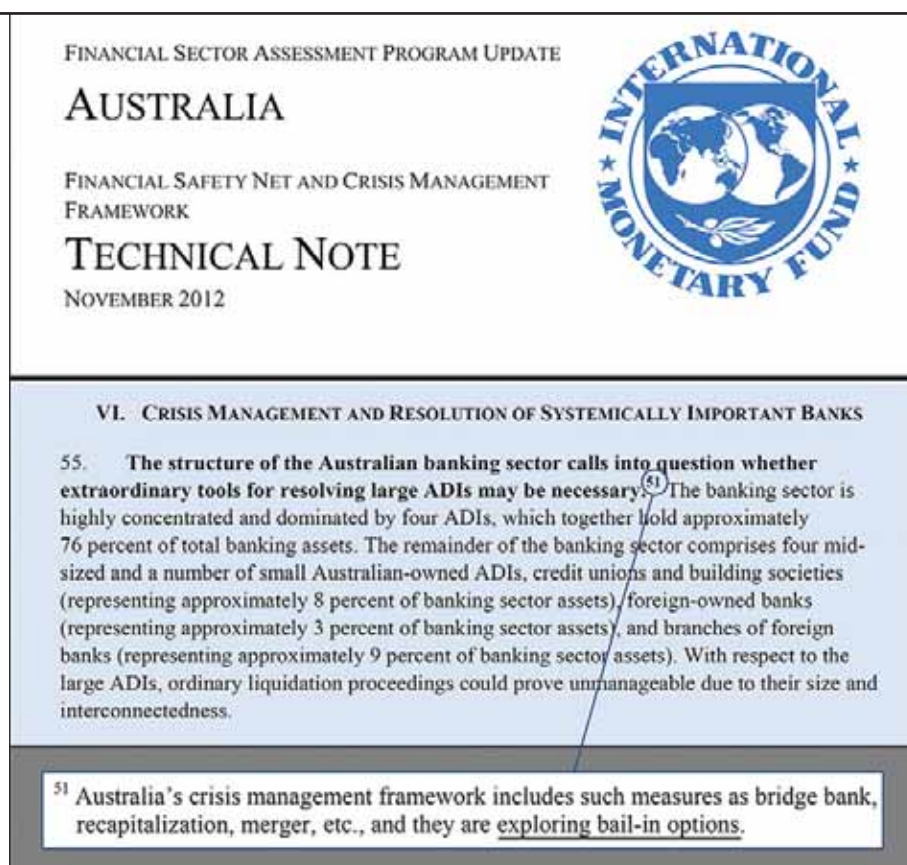 FINANCIAL SECTOR ASSESSMENT PROGRAM UPDATE
AUSTRALIA
FINANCIAL SAFETY NET AND CRISIS MANAGEMENT
FRAMEWORK
TECHNICAL NOTE
NOVEMBER 2012
INTERNATIONAL MONETARY FUND
VI. CRISIS MANAGEMENT AND RESOLUTION OF SYSTEMICALLY IMPORTANT BANKS
55. The structure of the Australian banking sector calls into question whether
extraordinary tools for resolving large ADIs may be necessary.51 The banking sector is
highly concentrated and dominated by four ADIs, which together hold approximately
76 percent of total banking assets. The remainder of the banking sector comprises four mid-
sized and a number of small Australian-owned ADIs, credit unions and building societies
(representing approximately 8 percent of banking sector assets), foreign-owned banks
(representing approximately 3 percent of banking sector assets), and branches of foreign
banks (representing approximately 9 percent of banking sector assets). With respect to the
large ADIs, ordinary liquidation proceedings could prove unmanageable due to their size and
interconnectedness.
51 Australia's crisis management framework includes such measures as bridge bank,
recapitalization, merger, etc., and they are exploring bail-in options.